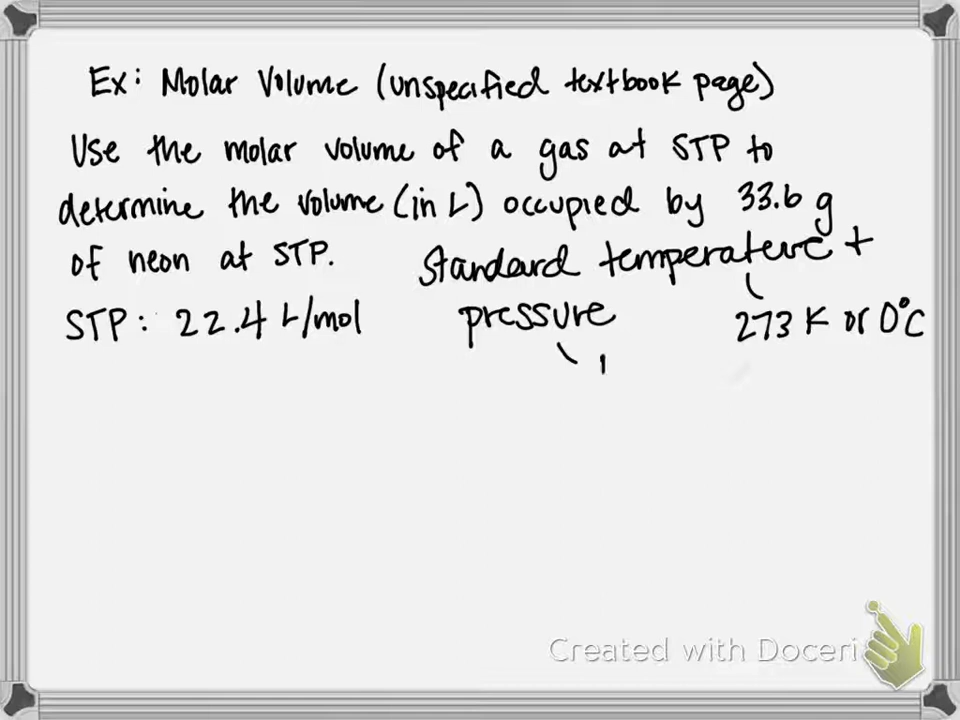 Ex: Molar Volume (unspecified textbook page)
Use the molar volume of a gas at STP to
determine the volume (in L) occupied by 33.6 g
of neon at STP.
Standard temperature +
pressure
273 K or 0°C
1
STP: 22.4 L/mol
Created with Doceri